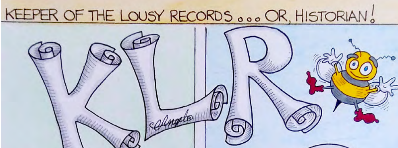 KEEPER OF THE LOUSY RECORDS... OR, HISTORIAN!
KLR